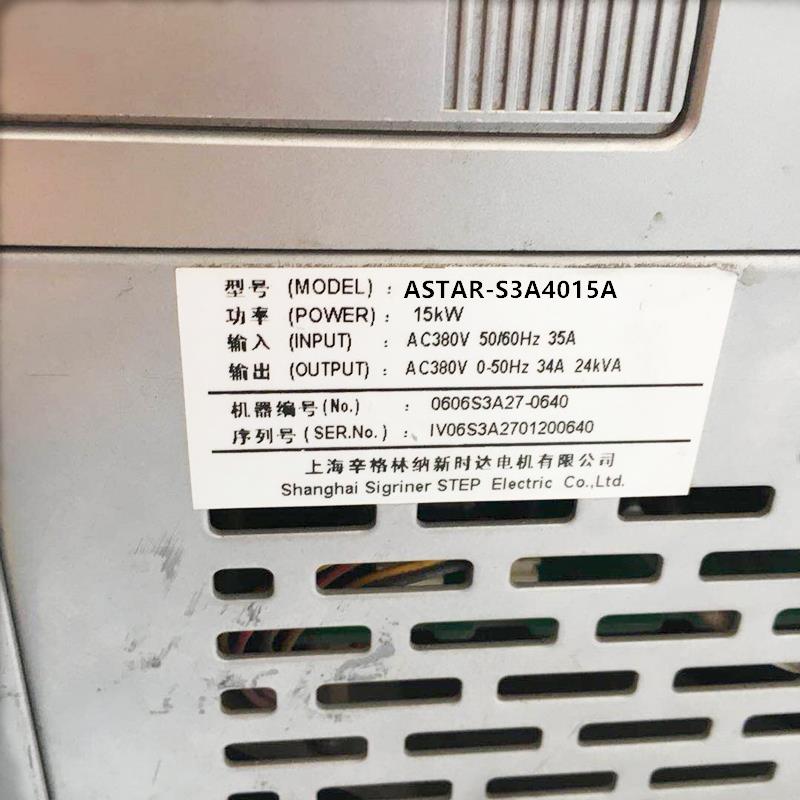 型号 (MODEL) : ASTAR-S3A4015A
功率 (POWER) : 15kW
输入 (INPUT) : AC380V 50/60Hz 35A
输出 (OUTPUT) : AC380V 0-50Hz 34A 24kVA
机器编号(No.) : 0606S3A27-0640
序列号(SER.No.) : IV06S3A2701200640
上海辛格林纳新时达电机有限公司
Shanghai Sigriner STEP Electric Co.,Ltd.